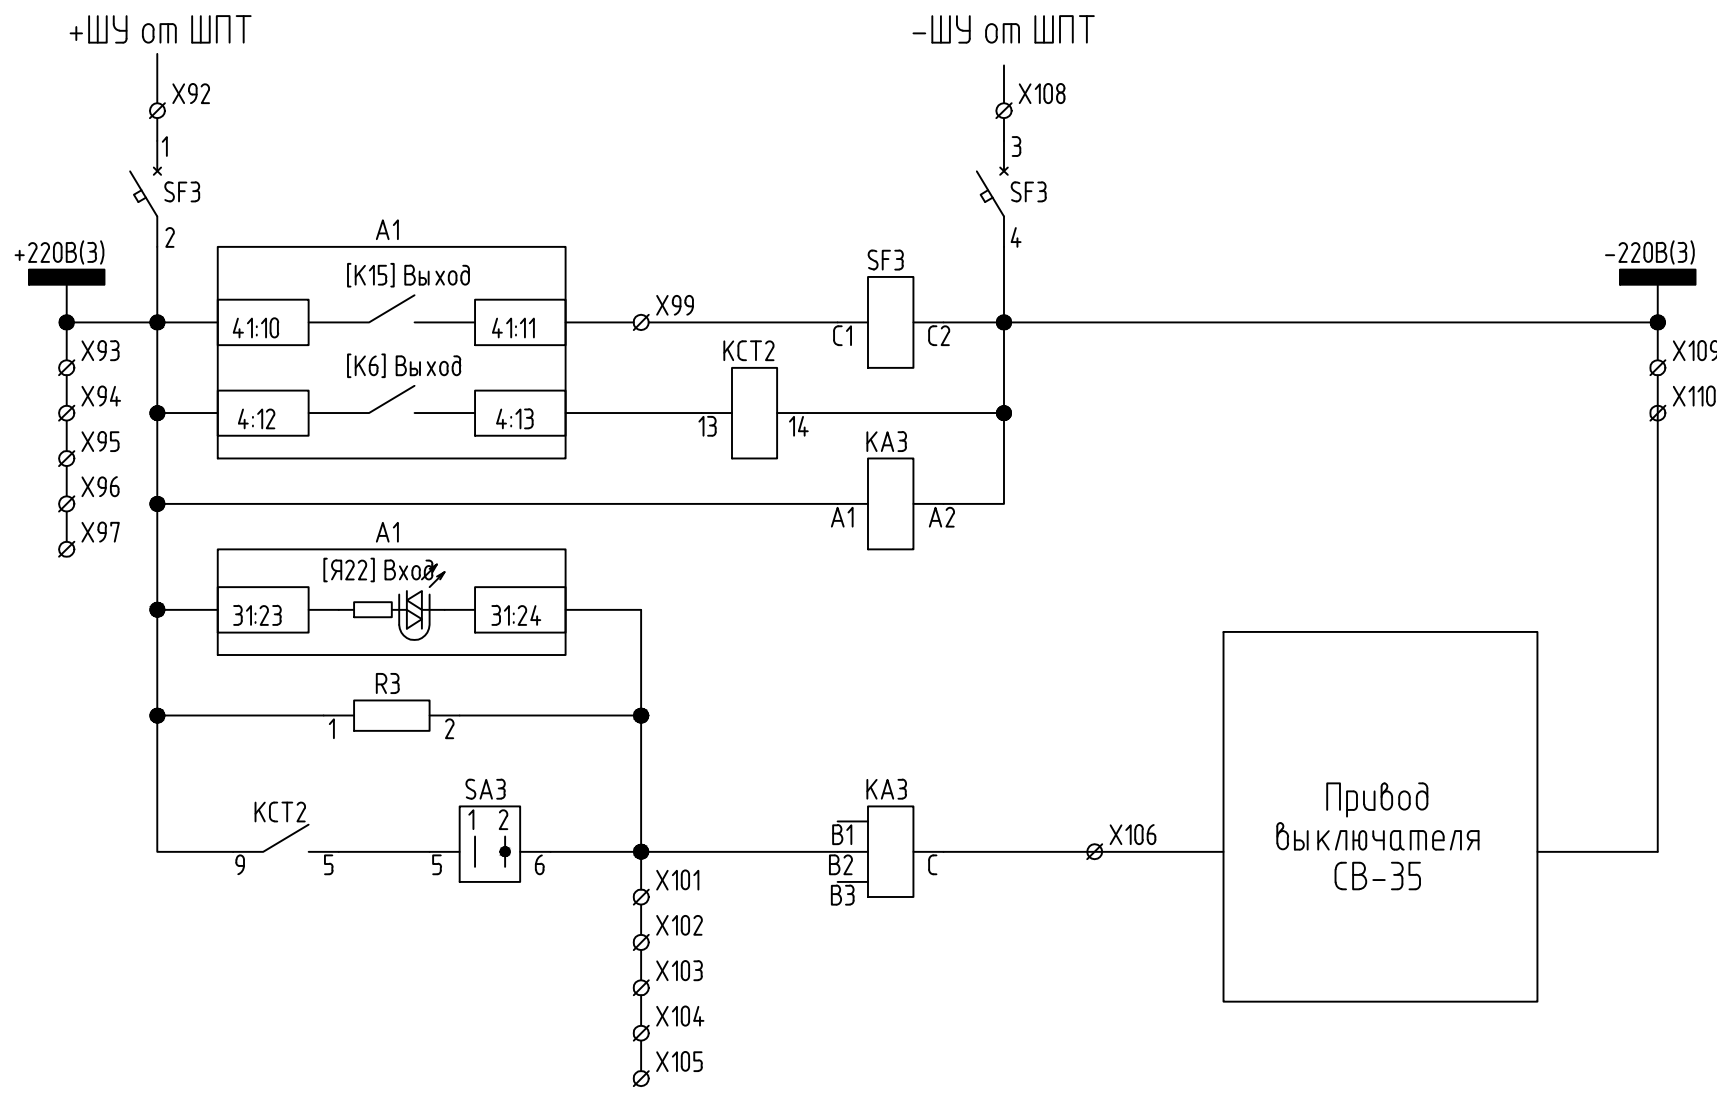 +ШУ от ШПТ
-ШУ от ШПТ
X92
X108
1
3
SF3
SF3
2
4
A1
+220В(3)
SF3
-220В(3)
[K15] Выход
41:10
41:11
X99
C1
C2
X93
[K6] Выход
KCT2
X109
X94
4:12
4:13
13
14
X110
X95
KA3
X96
A1
A2
X97
A1
[Я22] Вход
31:23
31:24
R3
1
2
SA3
KA3
KCT2
1 2
9
5
5
6
B1
B2
B3
C
X106
Привод
выключателя
СВ-35
X101
X102
X103
X104
X105